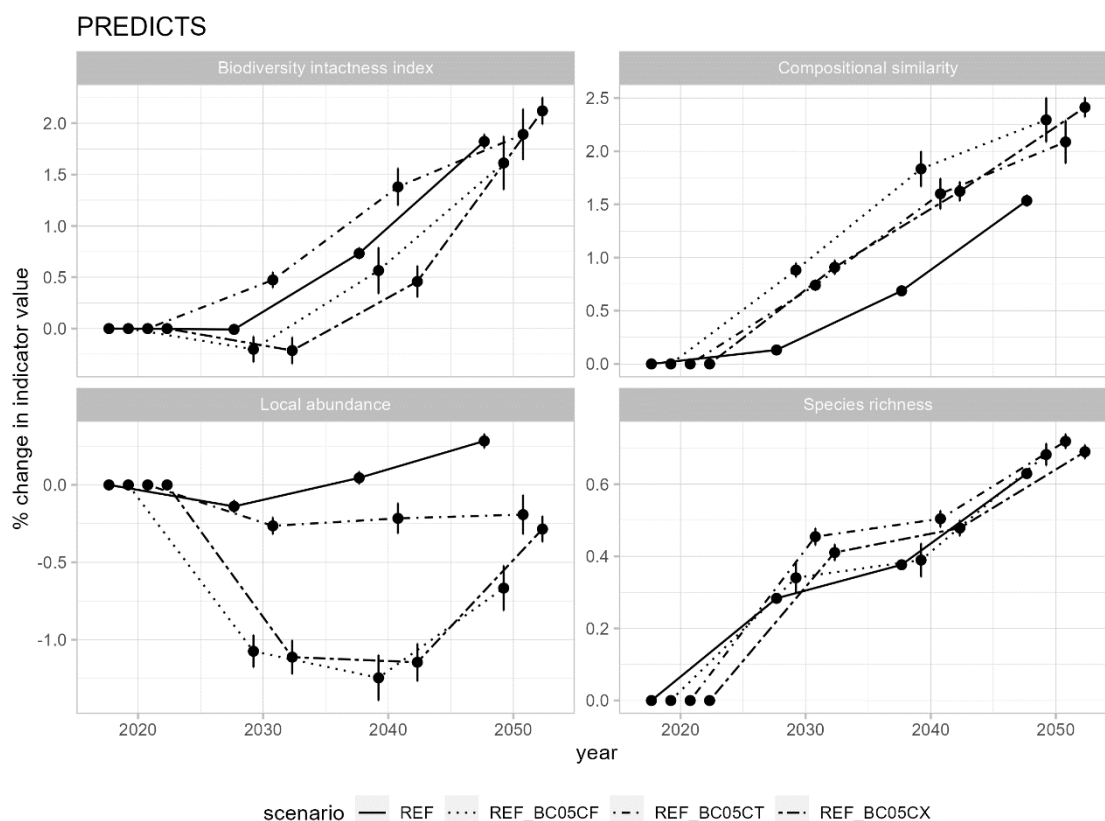 PREDICTS
Biodiversity intactness index
Compositional similarity
2.0
1.5
1.0
0.5
0.0
2.5
2.0
1.5
1.0
0.5
0.0
% change in indicator value
Local abundance
Species richness
0.0
-0.5
-1.0
0.6
0.4
0.2
0.0
2020 2030 2040 2050
2020 2030 2040 2050
year
scenario REF REF_BC05CF REF_BC05CT REF_BC05CX